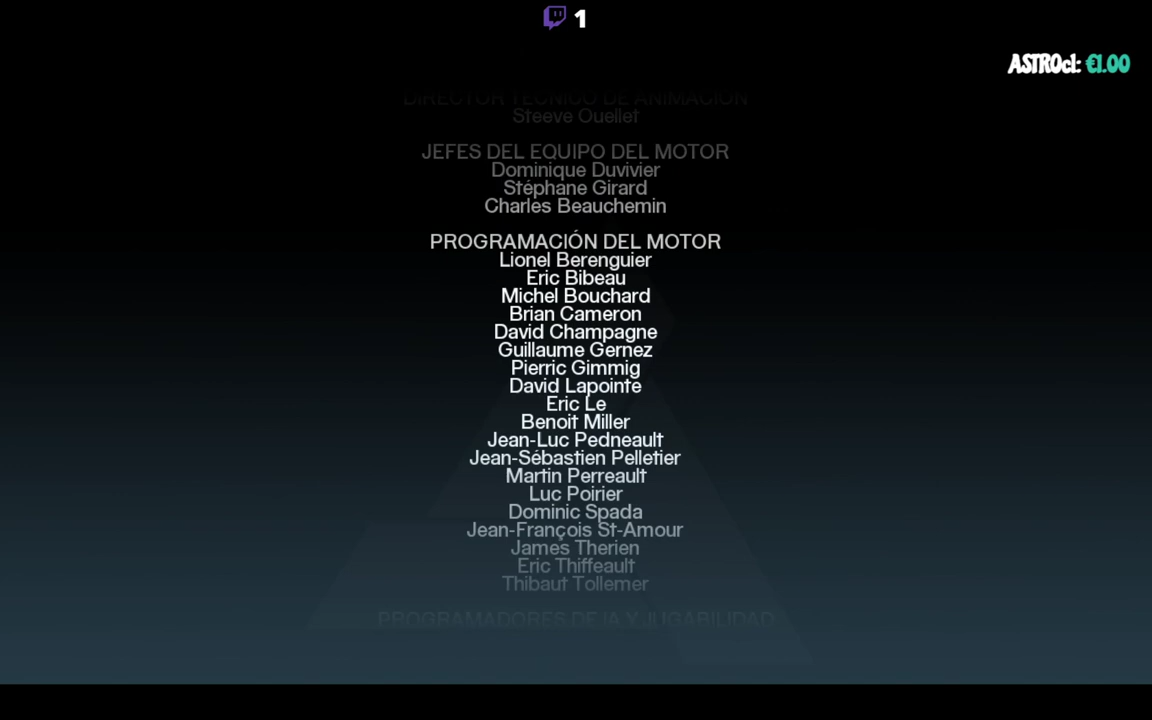 1
ASTROcl: €1.00
DIRECTOR TÉCNICO DE ANIMACIÓN
Steeve Ouellet
JEFES DEL EQUIPO DEL MOTOR
Dominique Duvivier
Stéphane Girard
Charles Beauchemin
PROGRAMACIÓN DEL MOTOR
Lionel Berenguier
Eric Bibeau
Michel Bouchard
Brian Cameron
David Champagne
Guillaume Gernez
Pierric Gimmig
David Lapointe
Eric Le
Benoit Miller
Jean-Luc Pedneault
Jean-Sébastien Pelletier
Martin Perreault
Luc Poirier
Dominic Spada
Jean-François St-Amour
James Therien
Eric Thiffeault
Thibaut Tollemer
PROGRAMADORES DE IA Y JUGABILIDAD